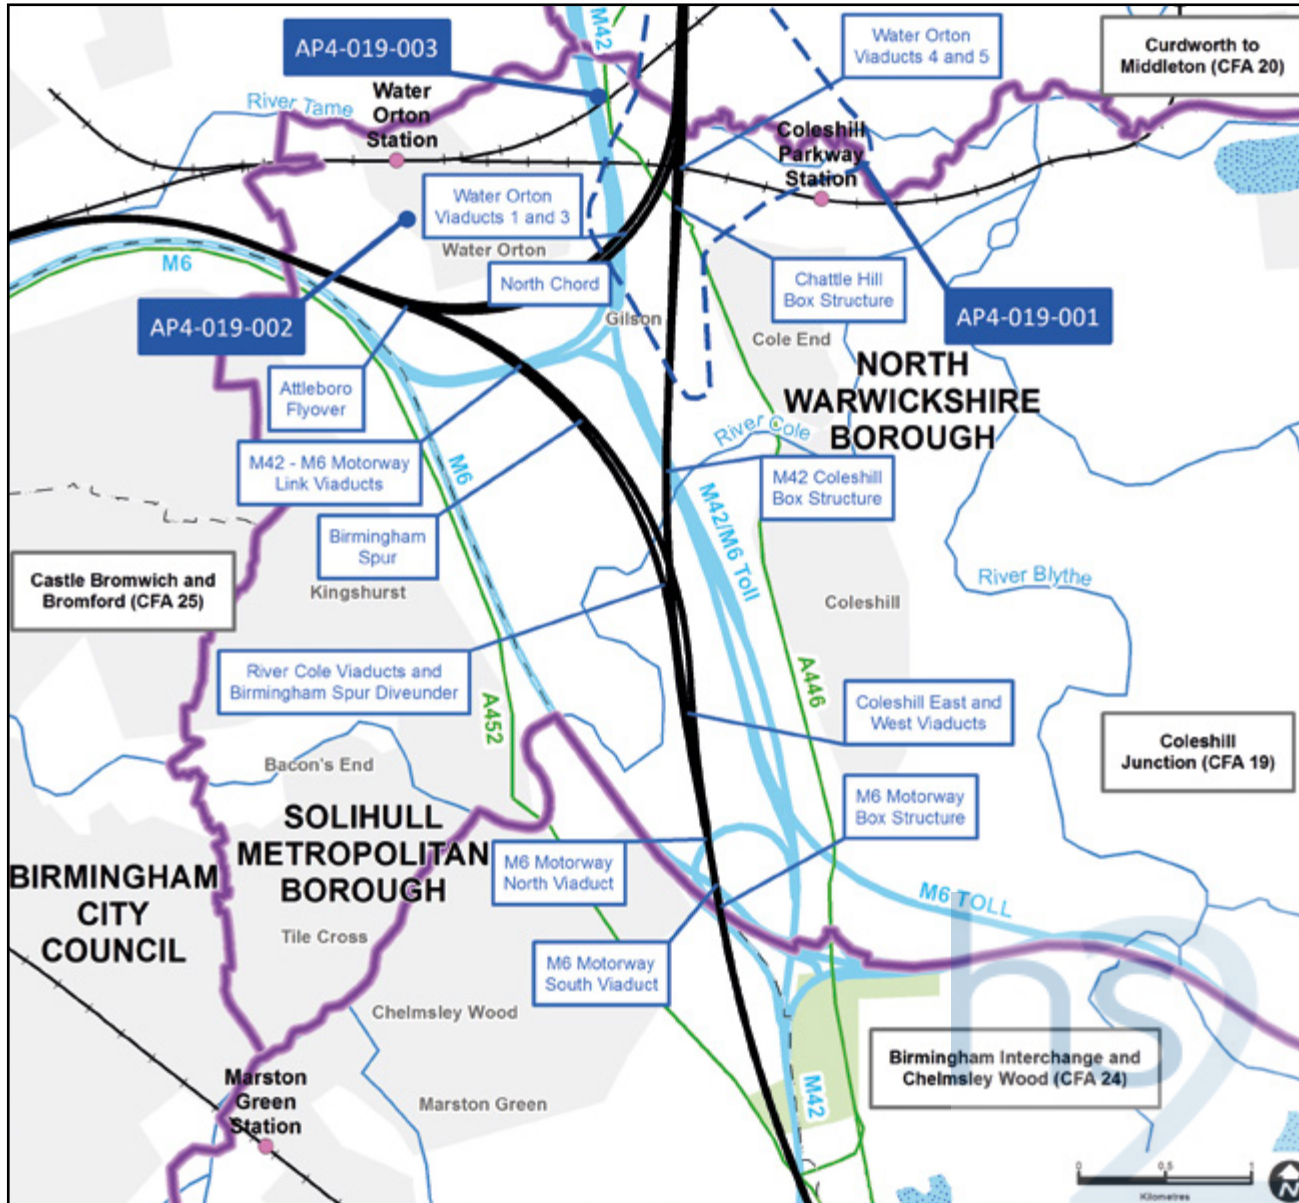 M42
AP4-019-003
Water Orton
Viaducts 4 and 5
Curdworth to
Middleton (CFA 20)
River Tame
Water
Orton
Station
Coleshill
Parkway
Station
Water Orton
Viaducts 1 and 3
Water Orton
M6
North Chord
Chattle Hill
Box Structure
AP4-019-002
Gilson
AP4-019-001
Cole End
Attleboro
Flyover
NORTH
WARWICKSHIRE
BOROUGH
River Cole
M42 - M6 Motorway
Link Viaducts
M6
M42 Coleshill
Box Structure
M42/M6 Toll
Birmingham
Spur
Castle Bromwich and
Bromford (CFA 25)
Kingshurst
River Blythe
Coleshill
River Cole Viaducts and
Birmingham Spur Diveunder
A452
A446
Coleshill East and
West Viaducts
Coleshill
Junction (CFA 19)
Bacon's End
SOLIHULL
METROPOLITAN
BOROUGH
M6 Motorway
Box Structure
BIRMINGHAM
CITY
COUNCIL
M6 Motorway
North Viaduct
M6 TOLL
Tile Cross
M6 Motorway
South Viaduct
hs2
Chelmsley Wood
Birmingham Interchange and
Chelmsley Wood (CFA 24)
Marston
Green
Station
Marston Green
M42
0 0.5 1
Kilometres
N